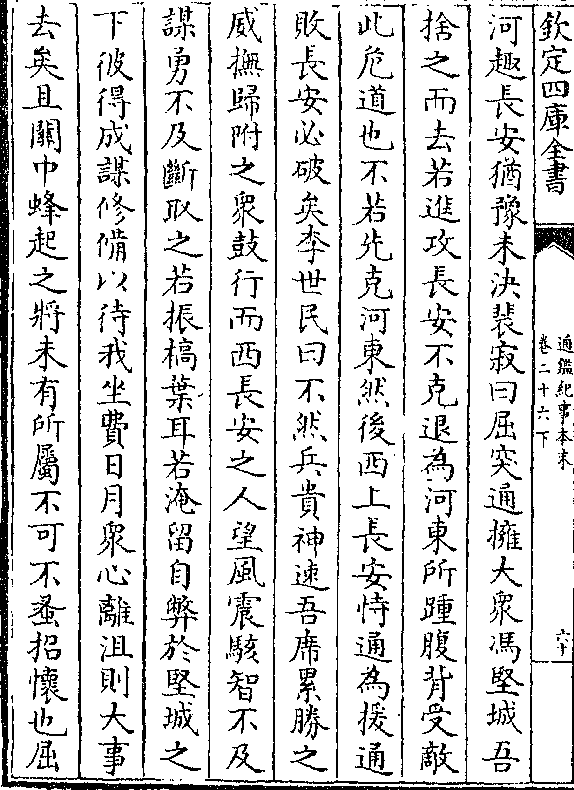 欽定四庫全書
通鑑紀事本末
卷二十六下
六十
河趣長安猶豫未決裴寂曰屈突通擁大衆馮堅城吾
捨之而去若進攻長安不克退為河東所踵腹背受敵
此危道也不若先克河東然後西上長安恃通為援通
敗長安必破矣李世民曰不然兵貴神速吾席累勝之
威撫歸附之衆鼓行而西長安之人望風震駭智不及
謀勇不及斷取之若振槁葉耳若淹留自弊於堅城之
下彼得成謀修備以待我坐費日月衆心離沮則大事
去矣且關中蜂起之將未有所屬不可不蚤招懷也屈